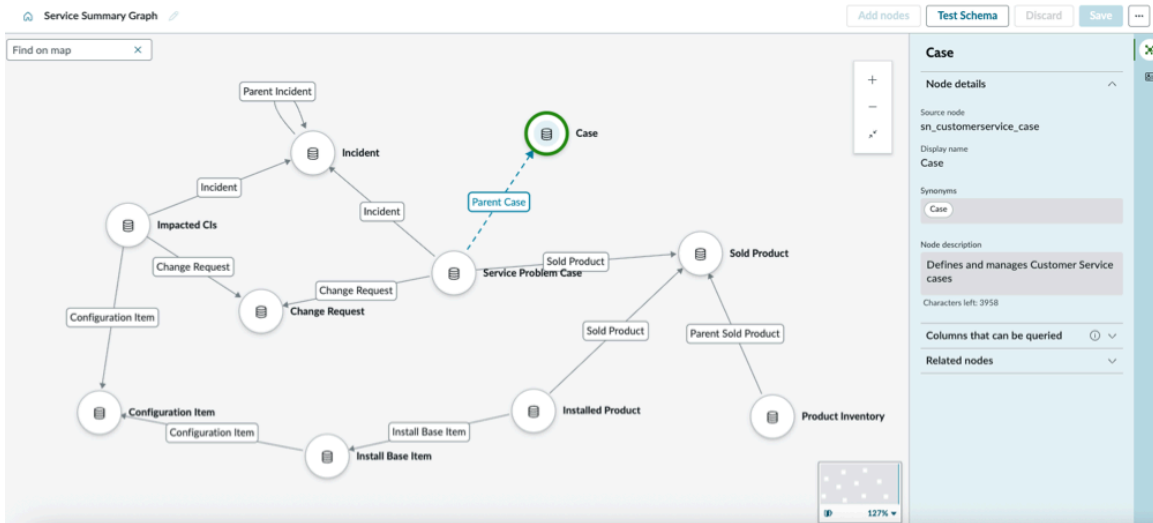 Service Summary Graph
Add nodes
Test Schema
Discard
Save
Find on map
Parent Incident
Incident
Case
Incident
Parent Case
Incident
Impacted CIs
Sold Product
Sold Product
Service Problem Case
Change Request
Change Request
Change Request
Configuration Item
Sold Product
Parent Sold Product
Configuration Item
Installed Product
Product Inventory
Configuration Item
Install Base Item
Install Base Item
127%
Case
Node details
Source node
sn_customerservice_case
Display name
Case
Synonyms
Case
Node description
Defines and manages Customer Service
cases
Characters left: 3958
Columns that can be queried
Related nodes